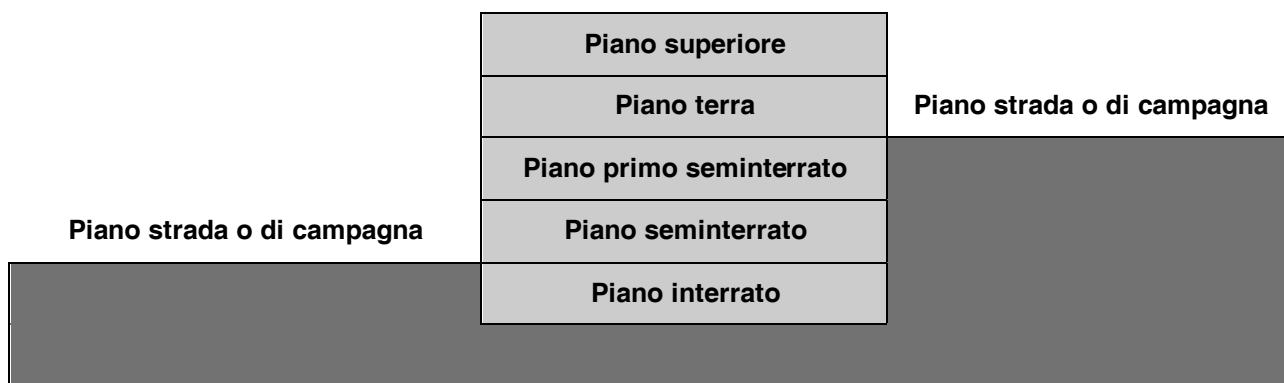 Piano superiore
Piano terra
Piano strada o di campagna
Piano primo seminterrato
Piano strada o di campagna
Piano seminterrato
Piano interrato